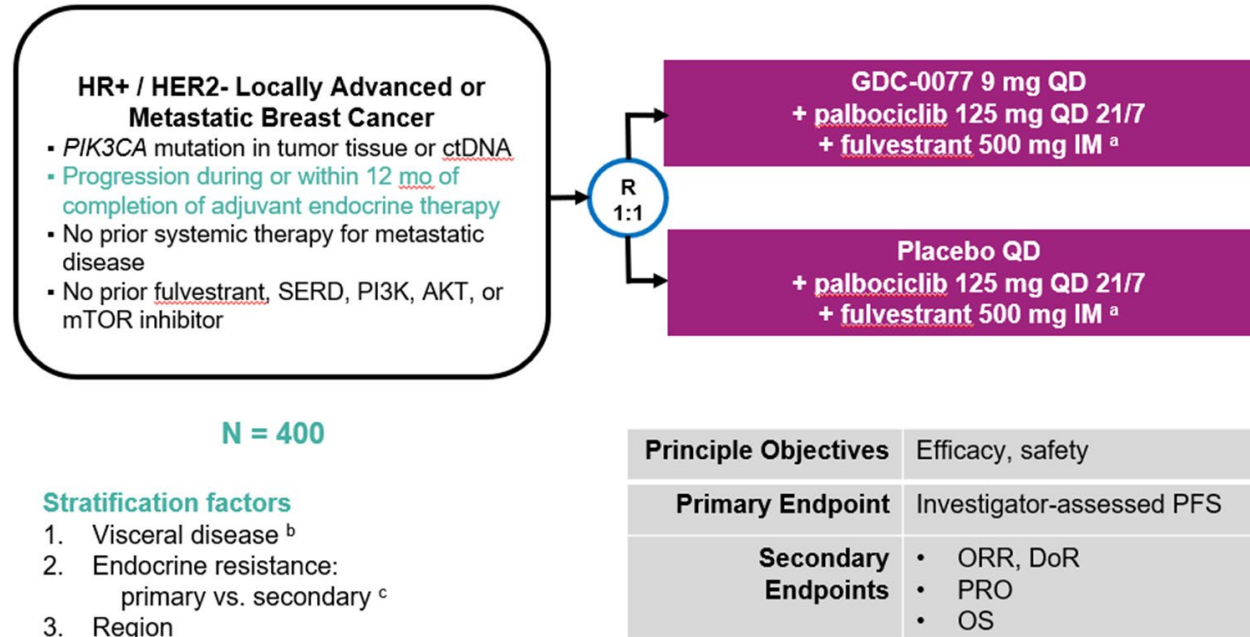 HR+ / HER2- Locally Advanced or
Metastatic Breast Cancer
▪ PIK3CA mutation in tumor tissue or ctDNA
▪ Progression during or within 12 mo of
completion of adjuvant endocrine therapy
▪ No prior systemic therapy for metastatic
disease
▪ No prior fulvestrant, SERD, PI3K, AKT, or
mTOR inhibitor
R
1:1
GDC-0077 9 mg QD
+ palbociclib 125 mg QD 21/7
+ fulvestrant 500 mg IM a
Placebo QD
+ palbociclib 125 mg QD 21/7
+ fulvestrant 500 mg IM a
N = 400
Stratification factors
1. Visceral disease b
2. Endocrine resistance:
primary vs. secondary c
3. Region
Principle Objectives Efficacy, safety
Primary Endpoint Investigator-assessed PFS
Secondary • ORR, DoR
Endpoints • PRO
• OS